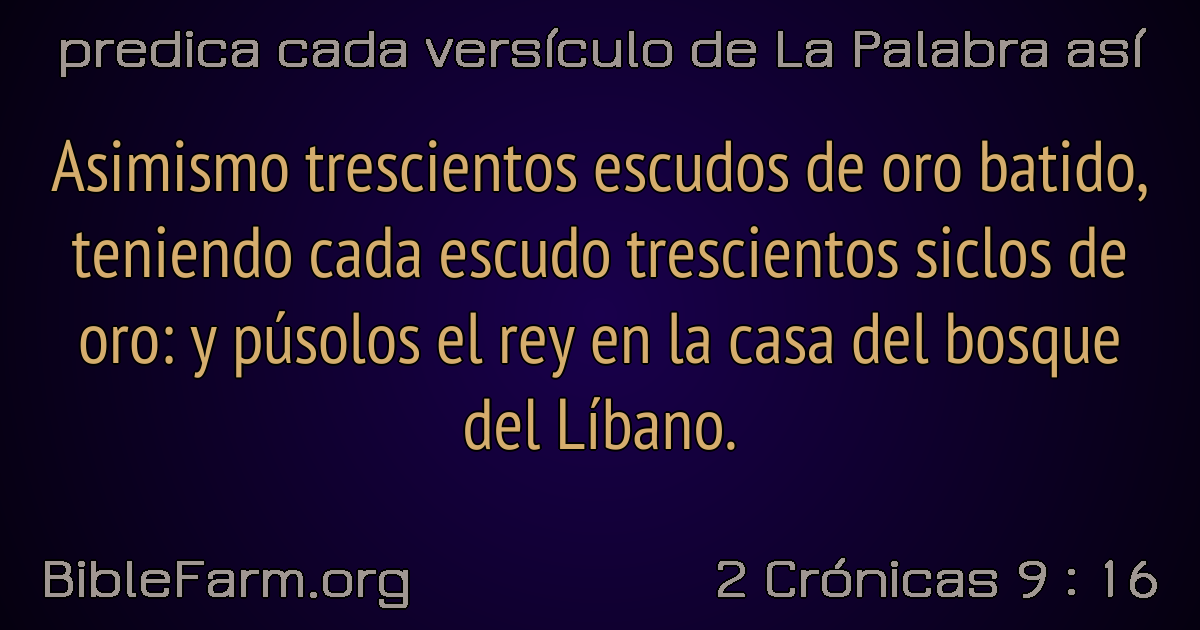 predica cada versículo de La Palabra así
Asimismo trescientos escudos de oro batido,
teniendo cada escudo trescientos siclos de
oro: y púsolos el rey en la casa del bosque
del Líbano.
BibleFarm.org
2 Crónicas 9 : 16